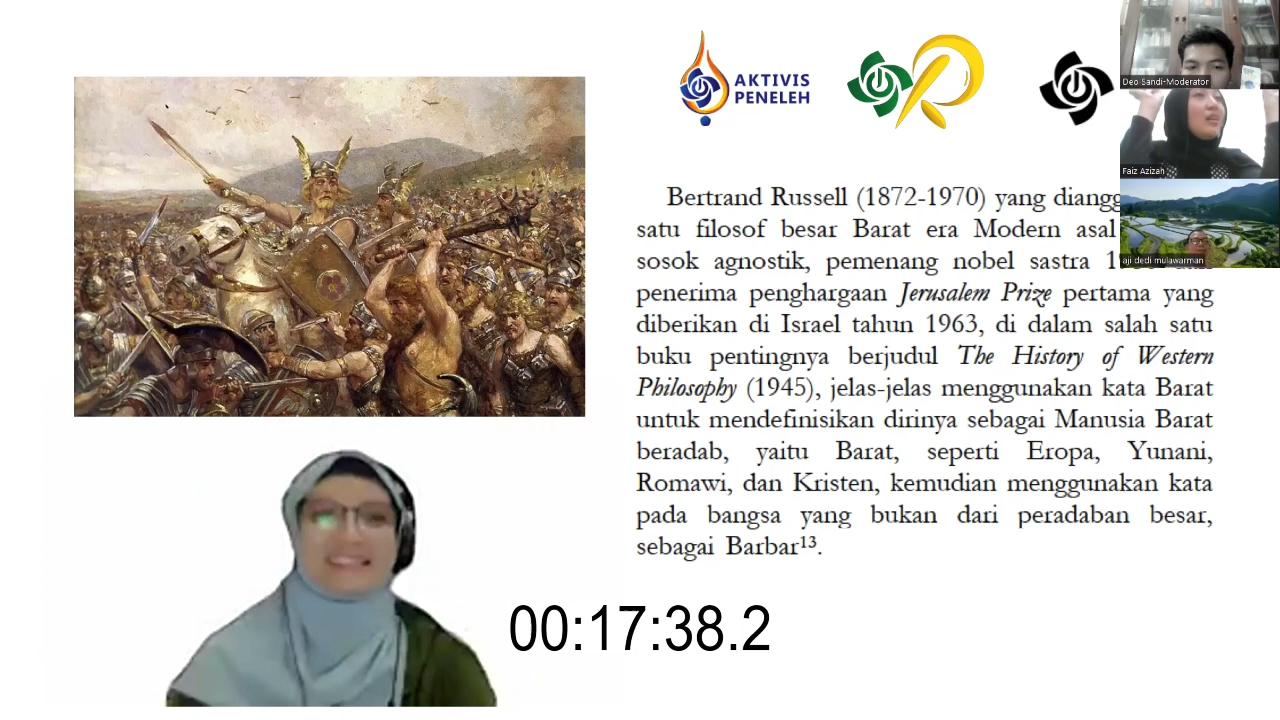 AKTIVIS
PENELEH
Deo Sandi-Moderator
Faiz Azizah
aji dedi mulawarman
Bertrand Russell (1872-1970) yang
satu filosof besar Barat era Modern asal
sosok agnostik, pemenang nobel sastra
penerima penghargaan Jerusalem Prize pertama yang
diberikan di Israel tahun 1963, di dalam salah satu
buku pentingnya berjudul The History of Western
Philosophy (1945), jelas-jelas menggunakan kata Barat
untuk mendefinisikan dirinya sebagai Manusia Barat
beradab, yaitu Barat, seperti Eropa, Yunani,
Romawi, dan Kristen, kemudian menggunakan kata
pada bangsa yang bukan dari peradaban besar,
sebagai Barbar¹³.
00:17:38.2